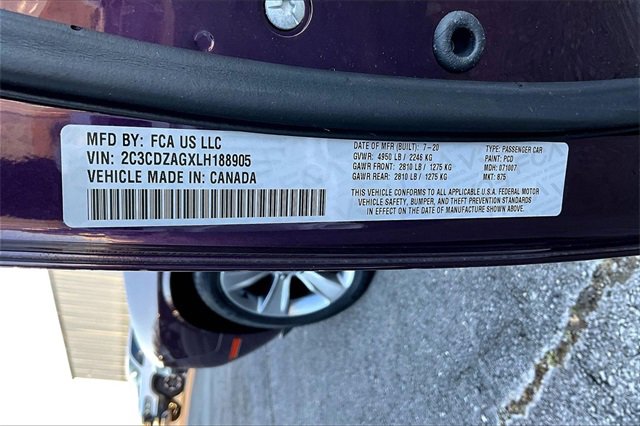 MFD BY: FCA US LLC
VIN: 2C3CDZAGXLH188905
VEHICLE MADE IN: CANADA
DATE OF MFR (BUILT): 7-20
GVWR: 4950 LB / 2246 KG
GAWR FRONT: 2810 LB / 1275 KG
GAWR REAR: 2810 LB / 1275 KG
TYPE: PASSENGER CAR
PAINT: PCD
MDH: 071007
MKT: 875
THIS VEHICLE CONFORMS TO ALL APPLICABLE U.S.A. FEDERAL MOTOR
VEHICLE SAFETY, BUMPER, AND THEFT PREVENTION STANDARDS
IN EFFECT ON THE DATE OF MANUFACTURE SHOWN ABOVE.